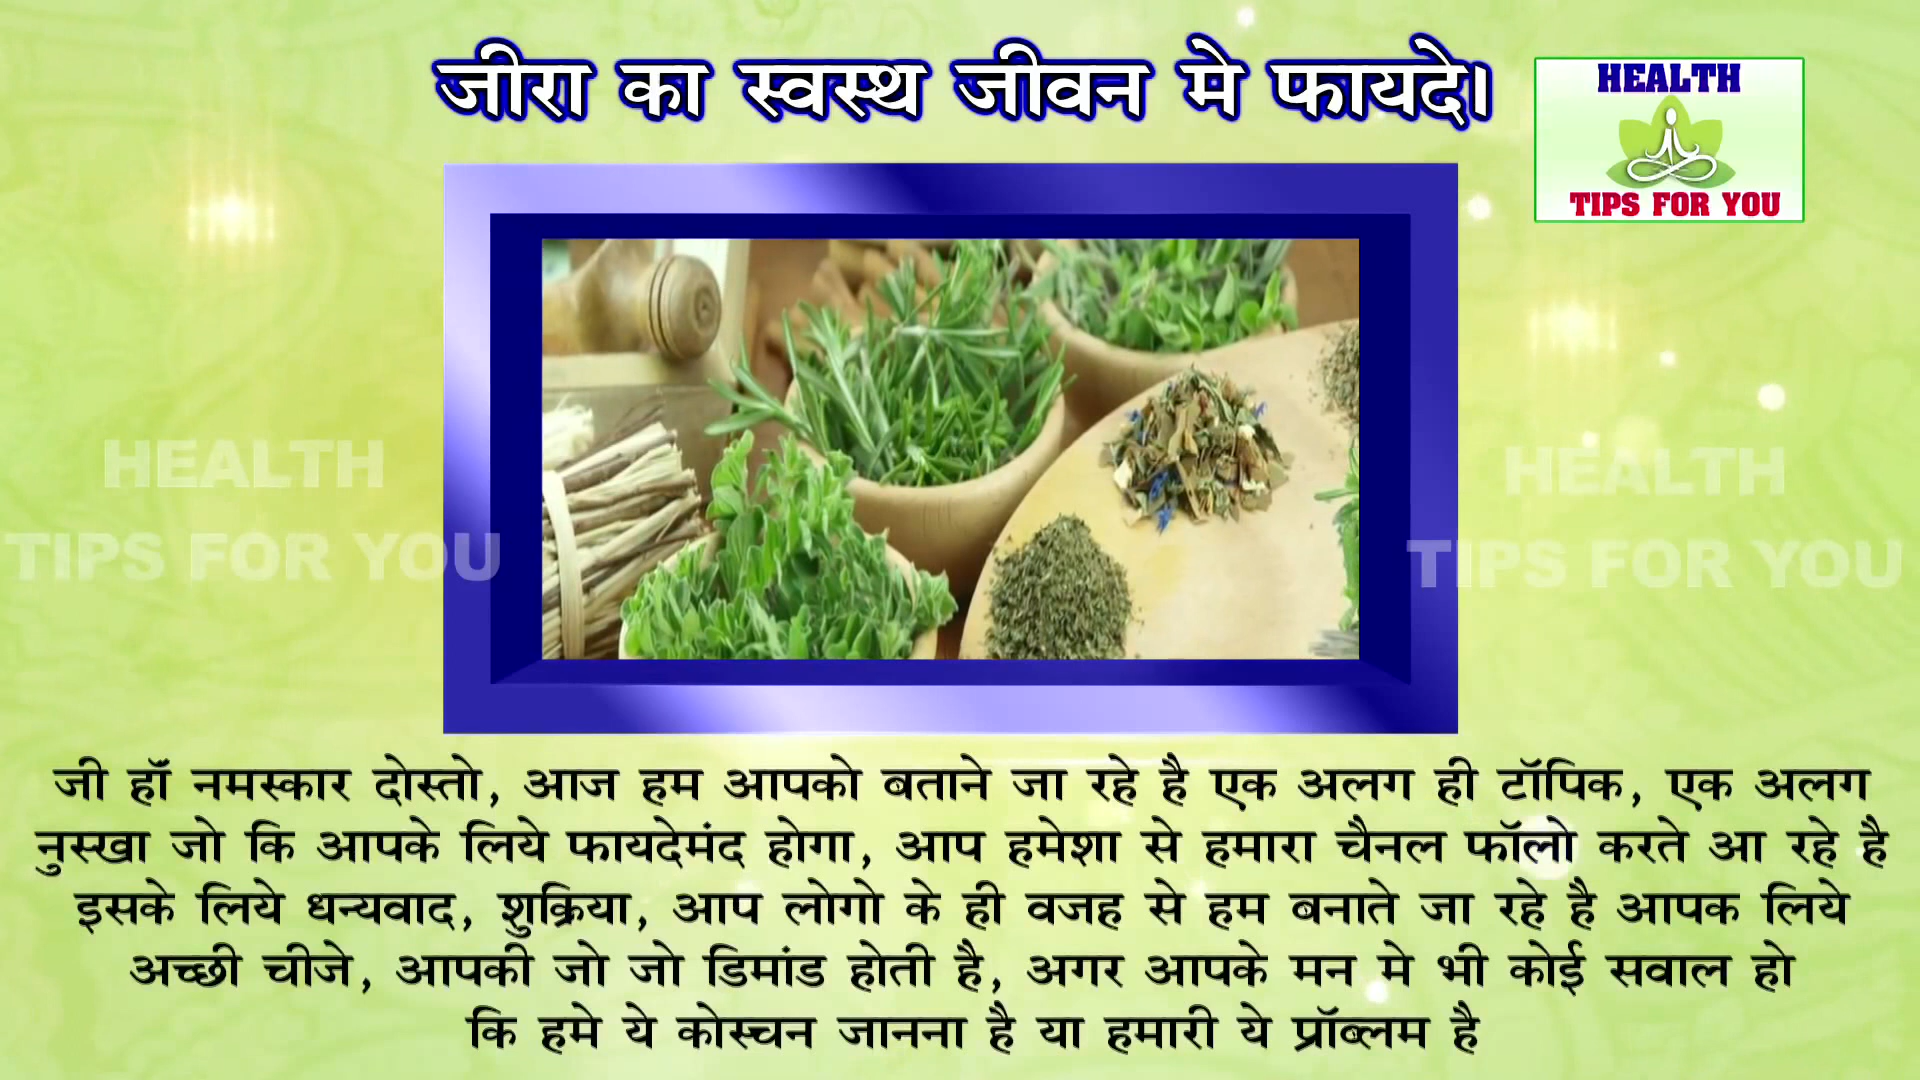 जीरा का स्वस्थ जीवन मे फायदे।
HEALTH
TIPS FOR YOU
HEALTH
TIPS FOR YOU
HEALTH
TIPS FOR YOU
जी हॉं नमस्कार दोस्तो, आज हम आपको बताने जा रहे है एक अलग ही टॉपिक, एक अलग
नुस्खा जो कि आपके लिये फायदेमंद होगा, आप हमेशा से हमारा चैनल फॉलो करते आ रहे है
इसके लिये धन्यवाद, शुक्रिया, आप लोगो के ही वजह से हम बनाते जा रहे है आपक लिये
अच्छी चीजे, आपकी जो जो डिमांड होती है, अगर आपके मन मे भी कोई सवाल हो
कि हमे ये कोस्चन जानना है या हमारी ये प्रॉब्लम है